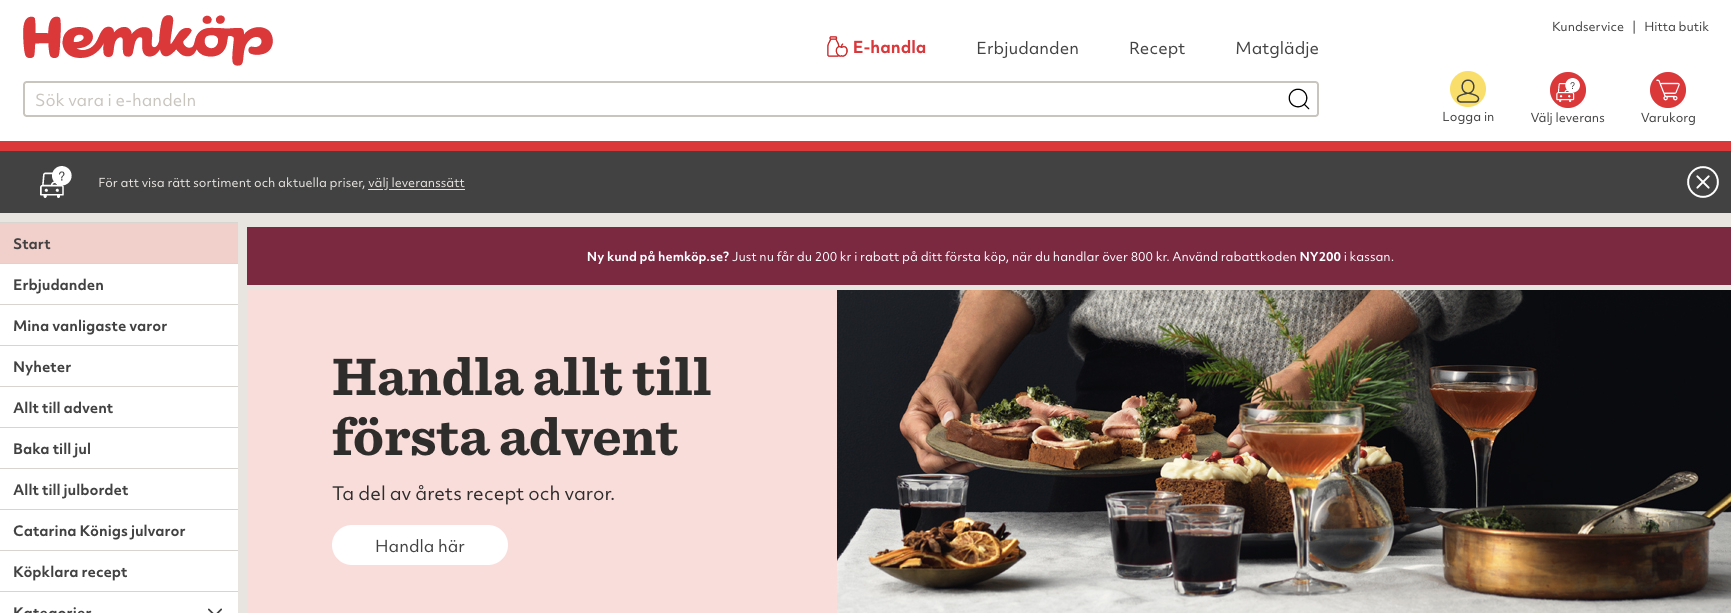 Hemköp
E-handla
Erbjudanden
Recept
Matglädje
Kundservice | Hitta butik
Sök vara i e-handeln
Logga in
Välj leverans
Varukorg
För att visa rätt sortiment och aktuella priser, välj leveranssätt
Start
Erbjudanden
Mina vanligaste varor
Nyheter
Allt till advent
Baka till jul
Allt till julbordet
Catarina Königs julvaror
Köpklara recept
Kategorier
Ny kund på hemköp.se? Just nu får du 200 kr i rabatt på ditt första köp, när du handlar över 800 kr. Använd rabattkoden NY200 i kassan.
Handla allt till
första advent
Ta del av årets recept och varor.
Handla här